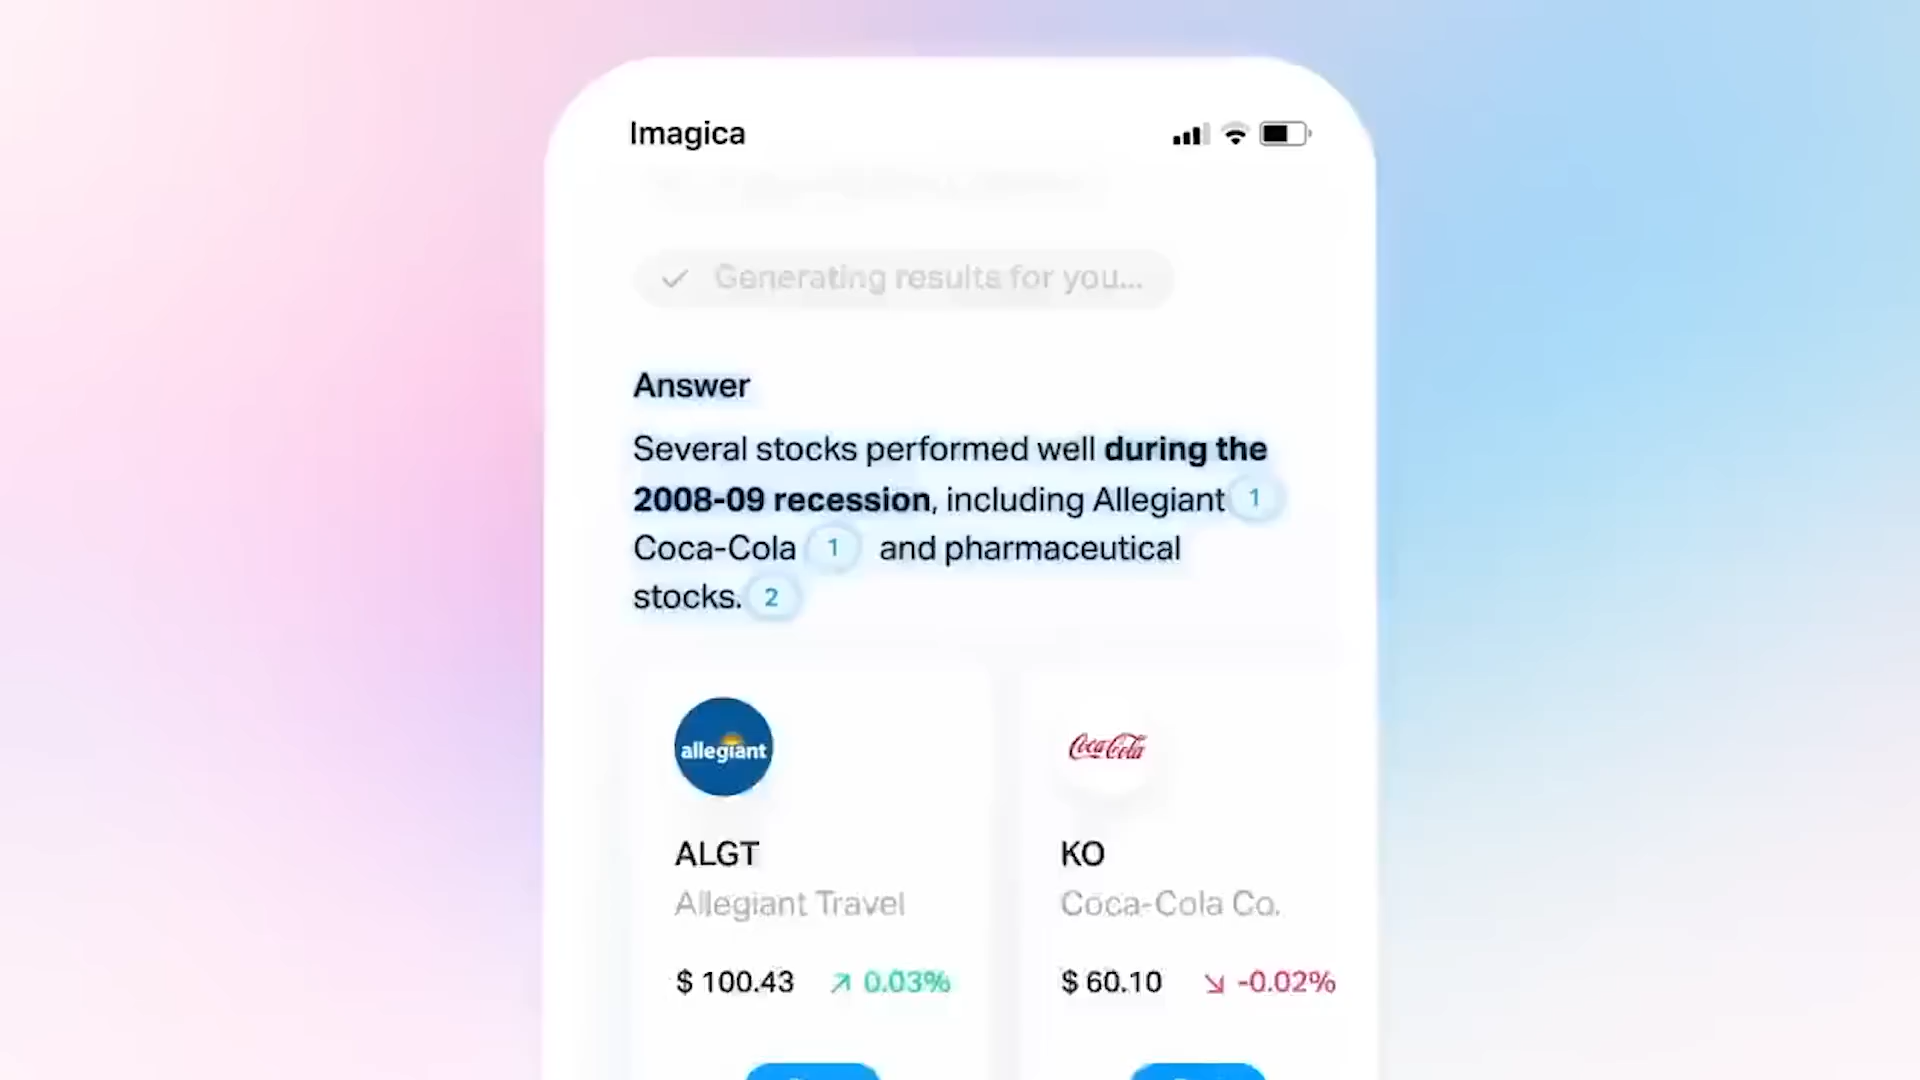 Imagica
Generating results for you...
Answer
Several stocks performed well during the
2008-09 recession, including Allegiant 1
Coca-Cola 1 and pharmaceutical
stocks. 2
allegiant
Coca-Cola
ALGT
KO
Allegiant Travel
Coca-Cola Co.
$ 100.43 0.03%
$ 60.10 -0.02%